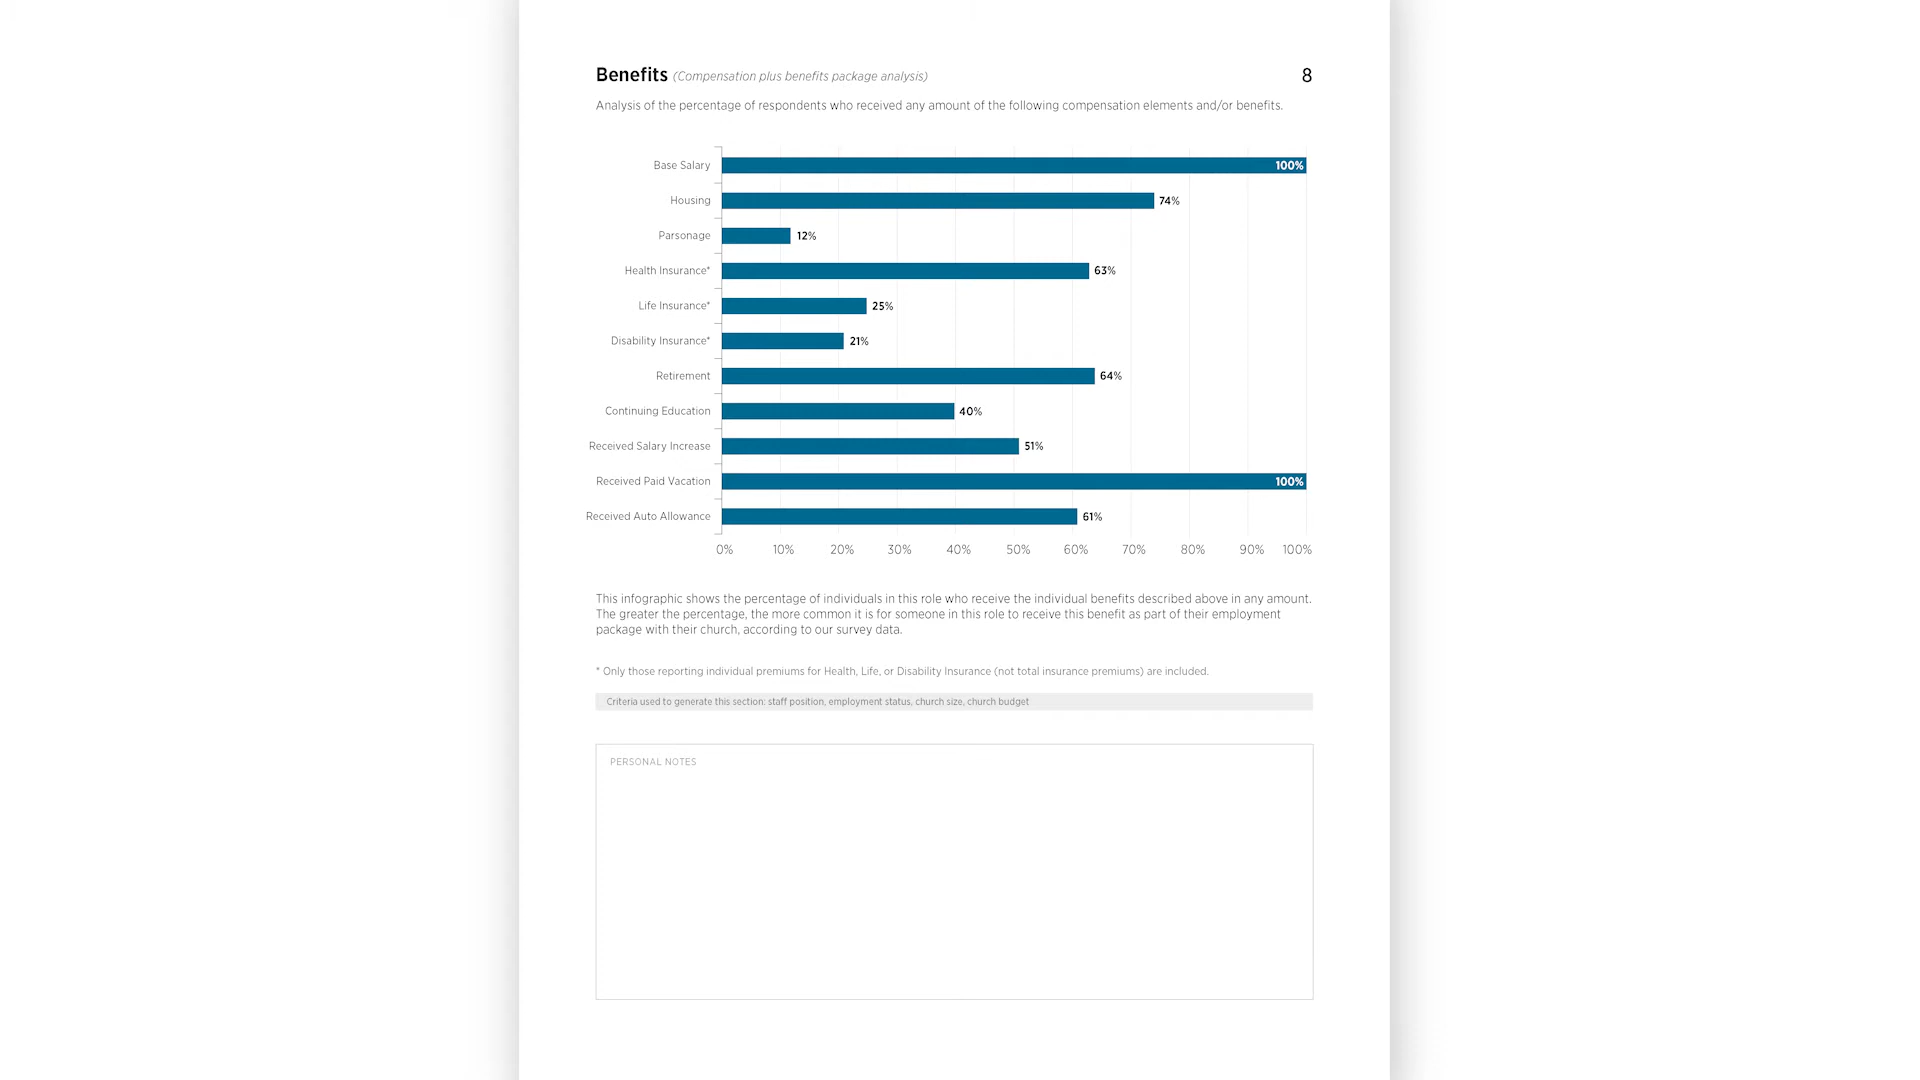 Benefits (Compensation plus benefits package analysis) 8
Analysis of the percentage of respondents who received any amount of the following compensation elements and/or benefits.
Base Salary 100%
Housing 74%
Parsonage 12%
Health Insurance* 63%
Life Insurance* 25%
Disability Insurance* 21%
Retirement 64%
Continuing Education 40%
Received Salary Increase 51%
Received Paid Vacation 100%
Received Auto Allowance 61%
0% 10% 20% 30% 40% 50% 60% 70% 80% 90% 100%
This infographic shows the percentage of individuals in this role who receive the individual benefits described above in any amount.
The greater the percentage, the more common it is for someone in this role to receive this benefit as part of their employment
package with their church, according to our survey data.
* Only those reporting individual premiums for Health, Life, or Disability Insurance (not total insurance premiums) are included.
Criteria used to generate this section: staff position, employment status, church size, church budget
PERSONAL NOTES